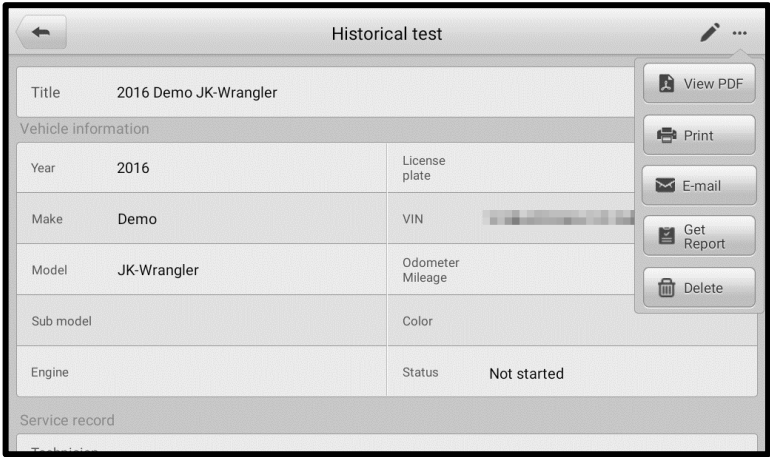 Historical test
View PDF
Print
E-mail
Get
Report
Delete
Title 2016 Demo JK-Wrangler
Vehicle information
Year 2016
License
plate
Make Demo
VIN
Model JK-Wrangler
Odometer
Mileage
Sub model
Color
Engine
Status Not started
Service record
Technician